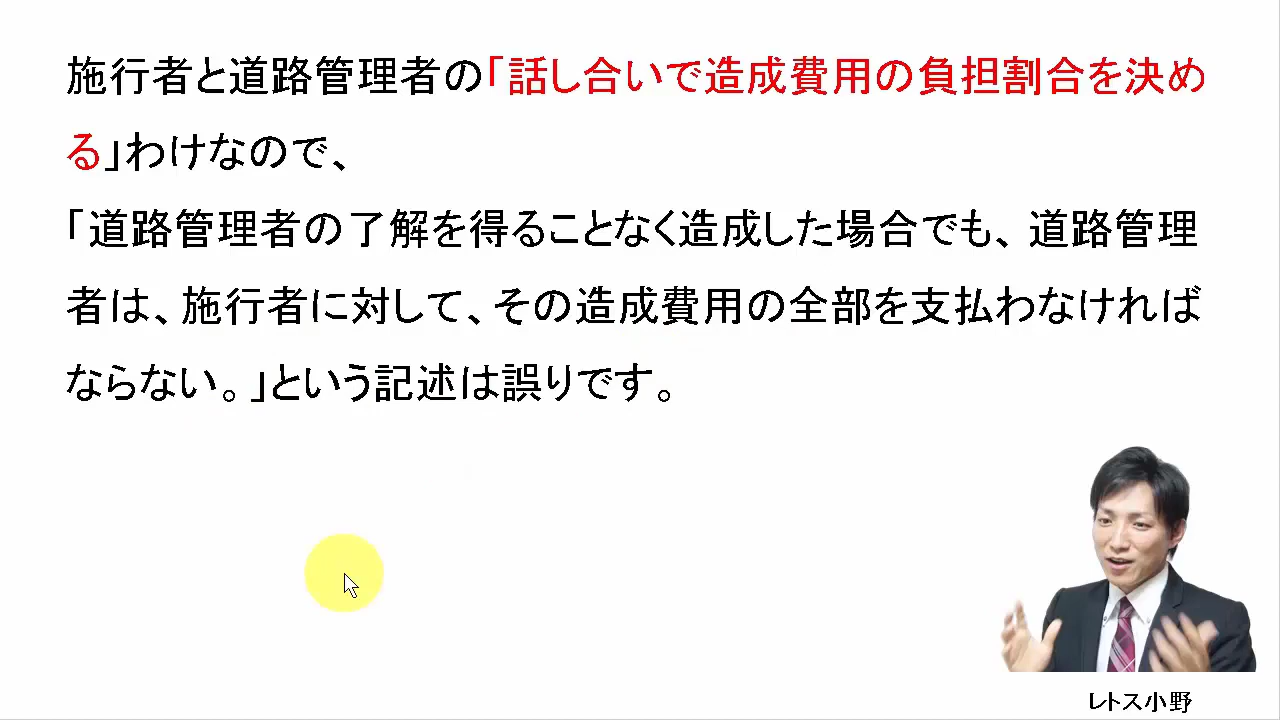 施行者と道路管理者の「話し合いで造成費用の負担割合を決め
る」わけなので、
「道路管理者の了解を得ることなく造成した場合でも、道路管理
者は、施行者に対して、その造成費用の全部を支払わなければ
ならない。」という記述は誤りです。
レトス小野